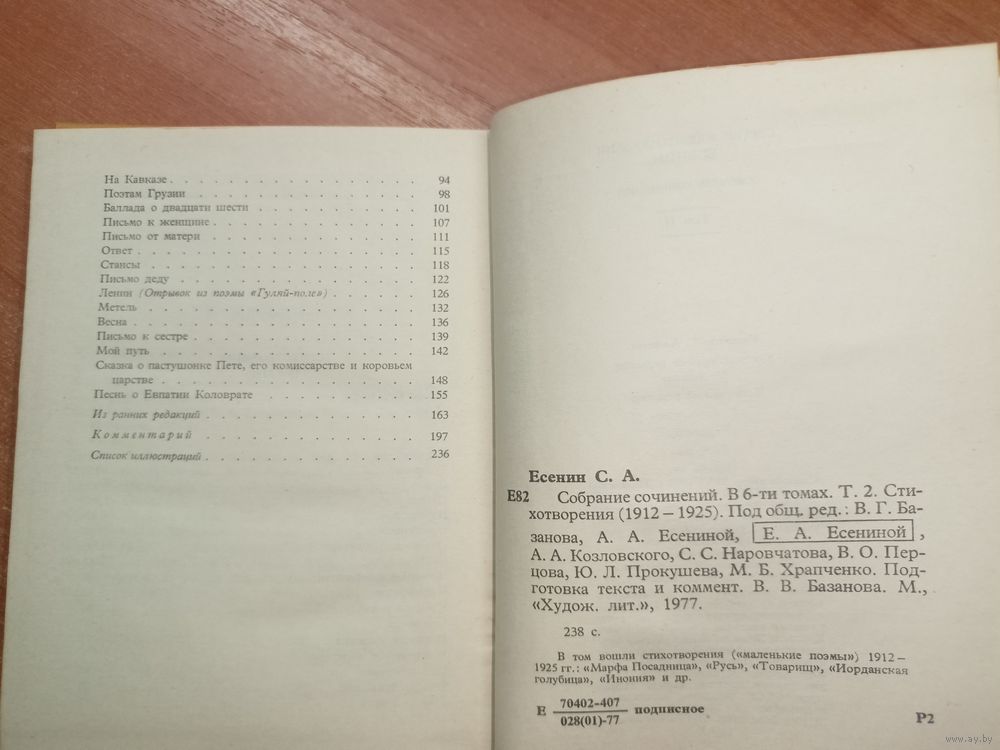 На Кавказе . . . . . . . . . . . . . . . 94
Поэтам Грузии . . . . . . . . . . . . . . 98
Баллада о двадцати шести . . . . . . . . . . . 101
Письмо к женщине . . . . . . . . . . . . . 107
Письмо от матери . . . . . . . . . . . . . 111
Ответ . . . . . . . . . . . . . . . . . 115
Стансы . . . . . . . . . . . . . . . . . 118
Письмо деду . . . . . . . . . . . . . . . 122
Ленин (Отрывок из поэмы «Гуляй-поле») . . . . . . 126
Метель . . . . . . . . . . . . . . . . . 132
Весна . . . . . . . . . . . . . . . . . 136
Письмо к сестре . . . . . . . . . . . . . . 139
Мой путь . . . . . . . . . . . . . . . . 142
Сказка о пастушонке Пете, его комиссарстве и коровьем
царстве . . . . . . . . . . . . . . . . 148
Песнь о Евпатии Коловрате . . . . . . . . . . 155
Из ранних редакций . . . . . . . . . . . . . 163
Комментарий . . . . . . . . . . . . . . 197
Список иллюстраций . . . . . . . . . . . . . 236
Есенин С. А.
Е82 Собрание сочинений. В 6-ти томах. Т. 2. Сти-
хотворения (1912 – 1925). Под общ. ред.: В. Г. Ба-
занова, А. А. Есениной, Е. А. Есениной ,
А. А. Козловского, С. С. Наровчатова, В. О. Пер-
цова, Ю. Л. Прокушева, М. Б. Храпченко. Под-
готовка текста и коммент. В. В. Базанова. М.,
«Худож. лит.», 1977.
238 с.
В том вошли стихотворения («маленькие поэмы») 1912 –
1925 гг.: «Марфа Посадница», «Русь», «Товарищ», «Иорданская
голубица», «Инония» и др.
Е 70402-407
028(01)-77 подписное
Р2
www.ay.by